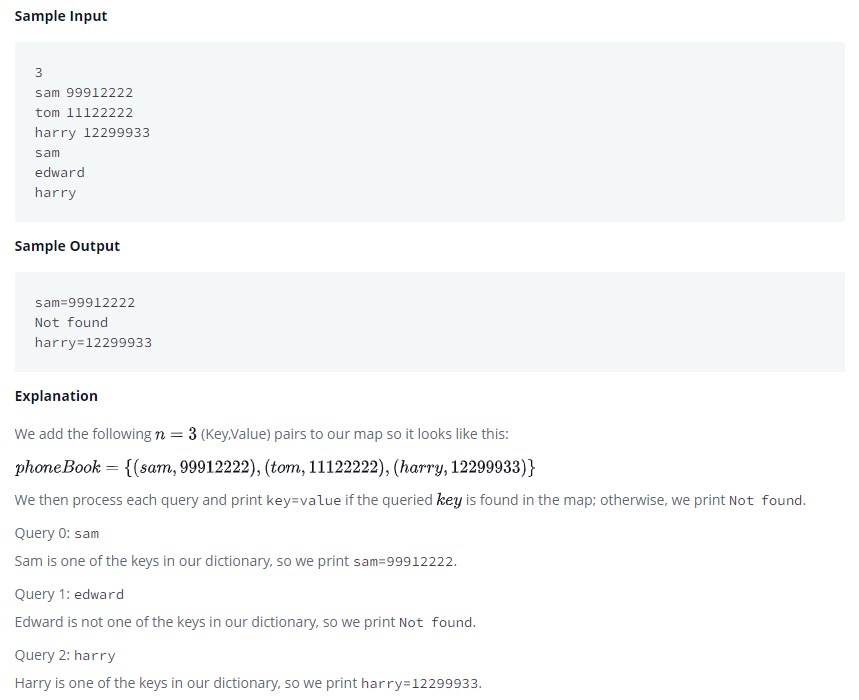 Sample Input
3
sam 99912222
tom 11122222
harry 12299933
sam
edward
harry
Sample Output
sam=99912222
Not found
harry=12299933
Explanation
We add the following n = 3 (Key,Value) pairs to our map so it looks like this:
phoneBook = {(sam, 99912222), (tom, 11122222), (harry, 12299933)}
We then process each query and print key=value if the queried key is found in the map; otherwise, we print Not found.
Query 0: sam
Sam is one of the keys in our dictionary, so we print sam=99912222.
Query 1: edward
Edward is not one of the keys in our dictionary, so we print Not found.
Query 2: harry
Harry is one of the keys in our dictionary, so we print harry=12299933.